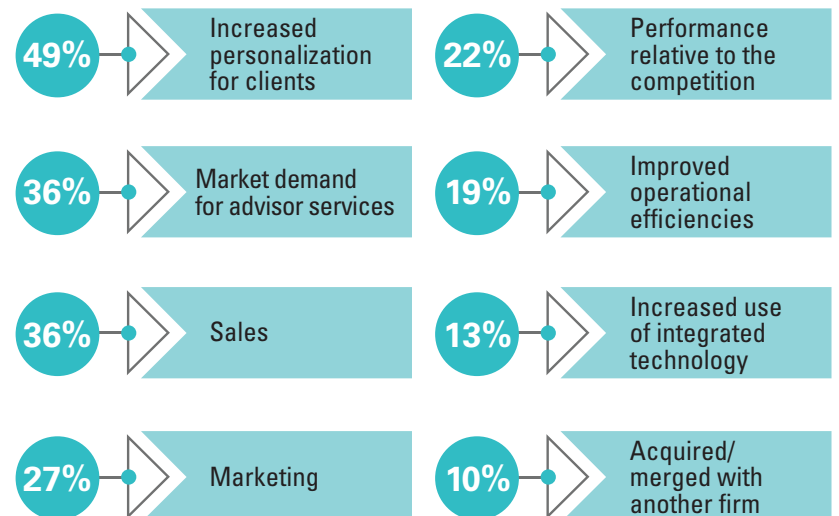 49%
Increased
personalization
for clients
36%
Market demand
for advisor services
36%
Sales
27%
Marketing
22%
Performance
relative to the
competition
19%
Improved
operational
efficiencies
13%
Increased use
of integrated
technology
10%
Acquired/
merged with
another firm